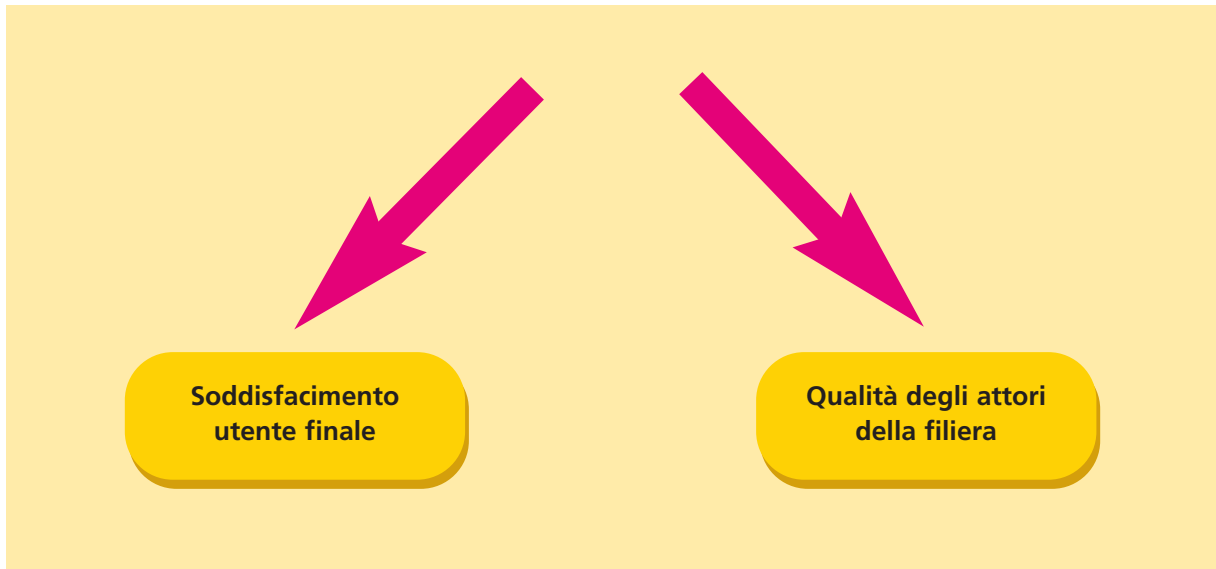 Soddisfacimento
utente finale
Qualità degli attori
della filiera